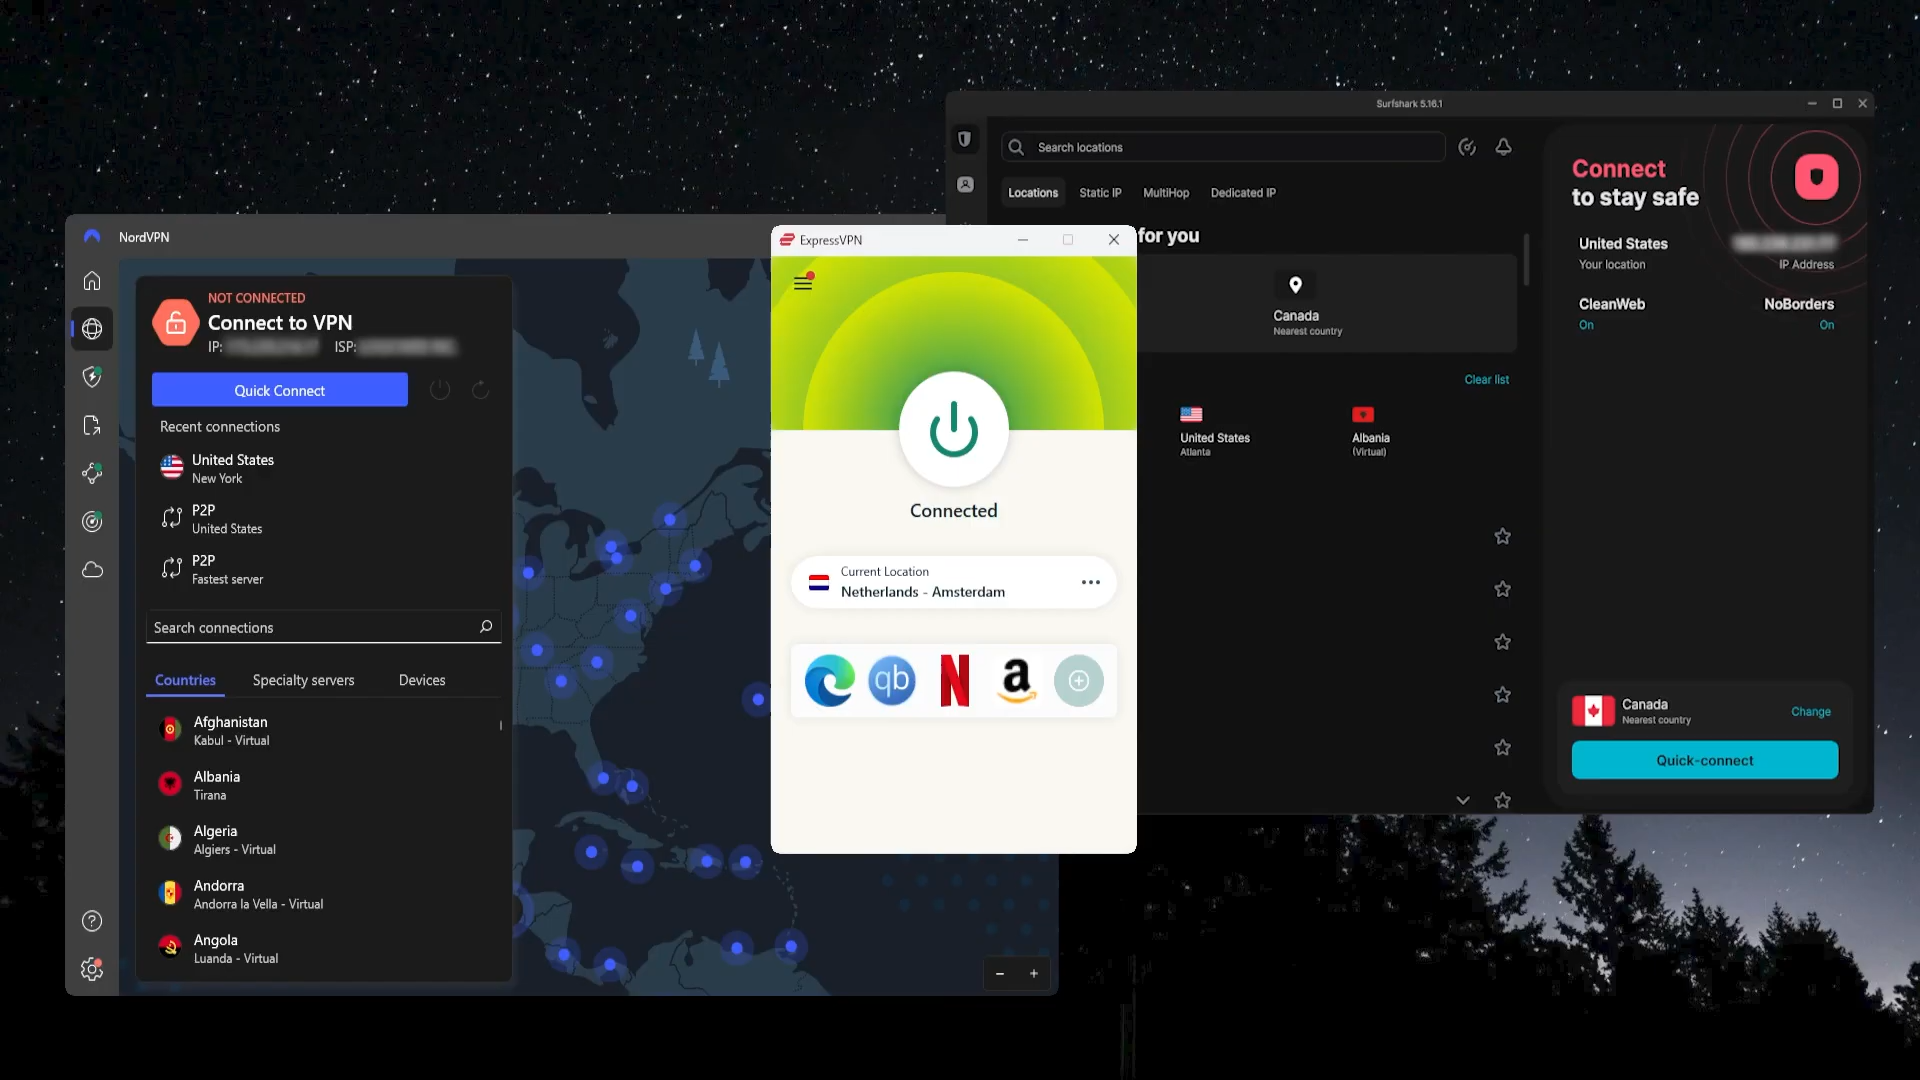 NordVPN
NOT CONNECTED
Connect to VPN
IP:
ISP:
Quick Connect
Recent connections
United States
New York
P2P
United States
P2P
Fastest server
Search connections
Countries
Specialty servers
Devices
Afghanistan
Kabul - Virtual
Albania
Tirana
Algeria
Algiers - Virtual
Andorra
Andorra la Vella - Virtual
Angola
Luanda - Virtual
ExpressVPN
Connected
Current Location
Netherlands - Amsterdam
qb
N
a
Surfshark 5.16.1
Search locations
Locations
Static IP
MultiHop
Dedicated IP
for you
Canada
Nearest country
Clear list
United States
Atlanta
Albania
(Virtual)
Connect
to stay safe
United States
Your location
IP Address
CleanWeb
On
NoBorders
On
Canada
Nearest country
Change
Quick-connect